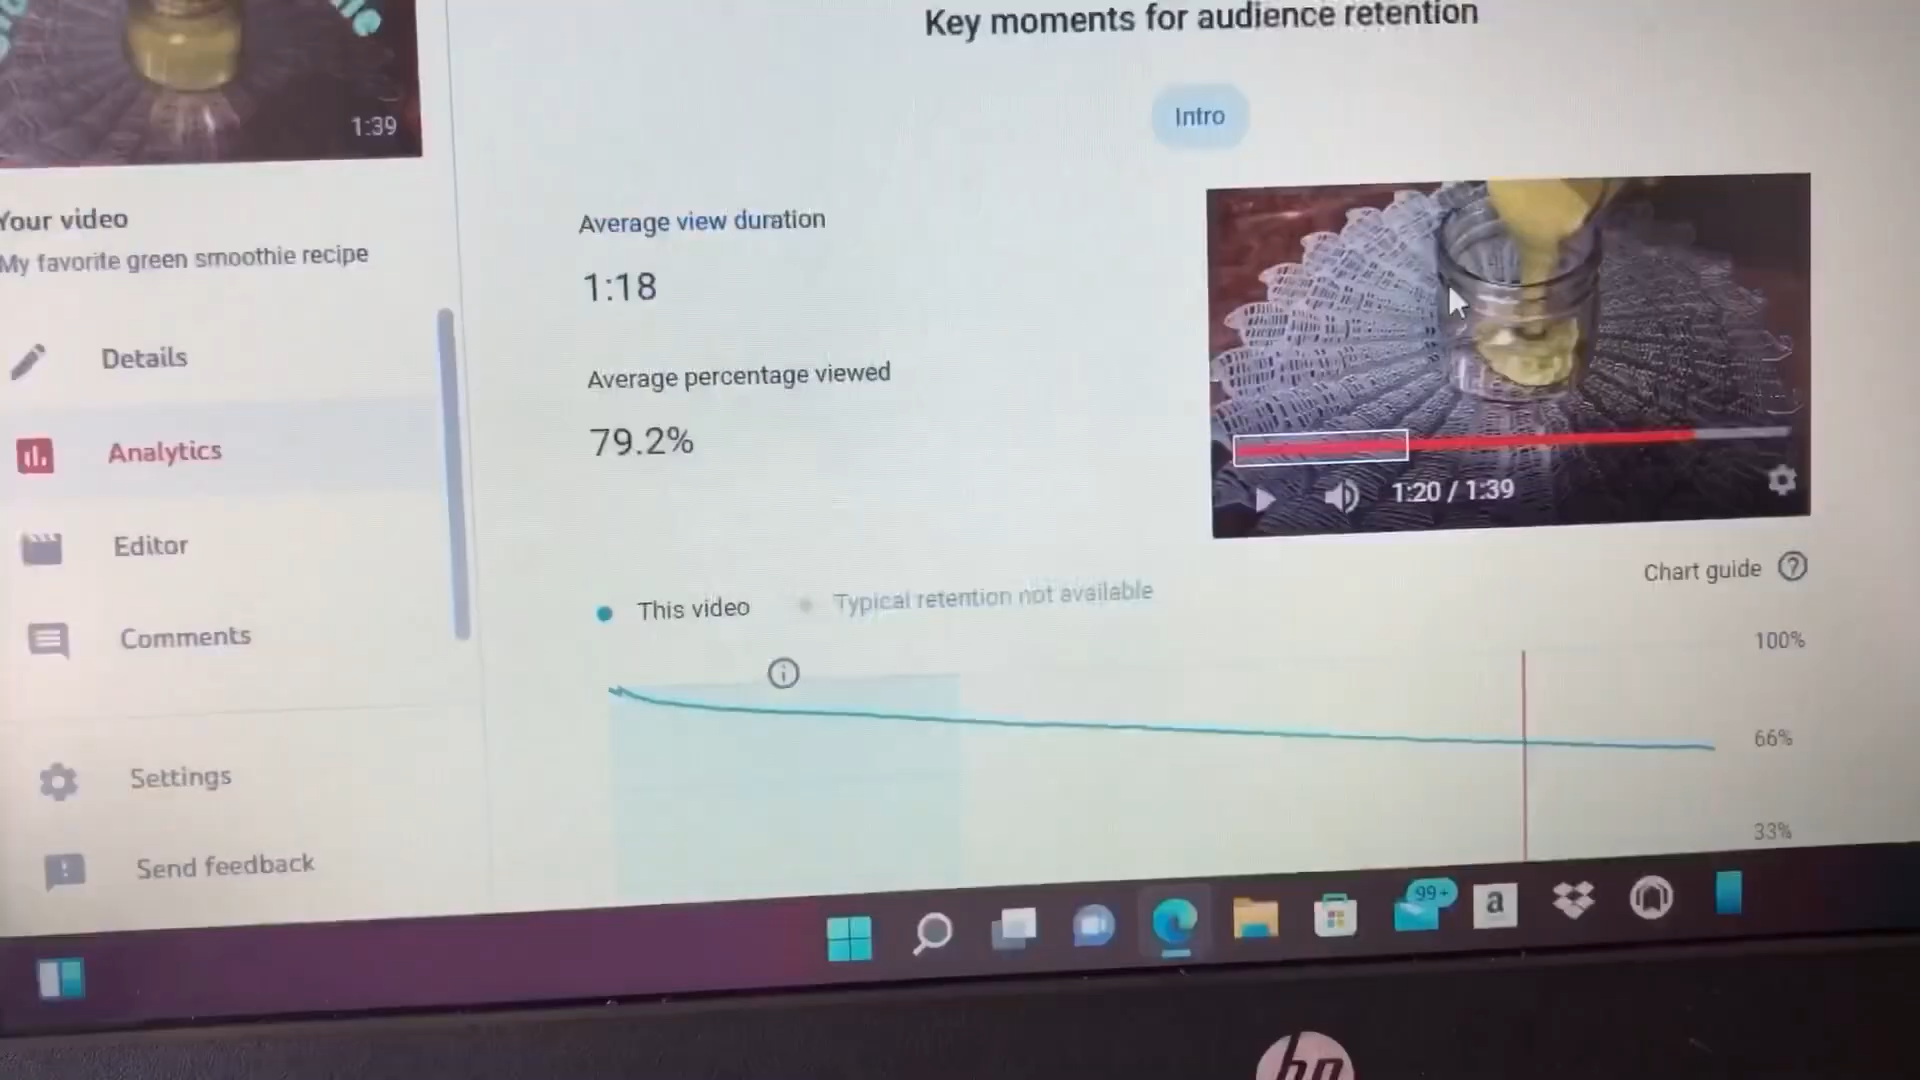 Key moments for audience retention
Intro
1:39
Your video
My favorite green smoothie recipe
Average view duration
1:18
Details
Average percentage viewed
79.2%
Analytics
1:20 / 1:39
Editor
Chart guide ?
This video
Typical retention not available
Comments
100%
66%
Settings
33%
Send feedback
99+
a
hp